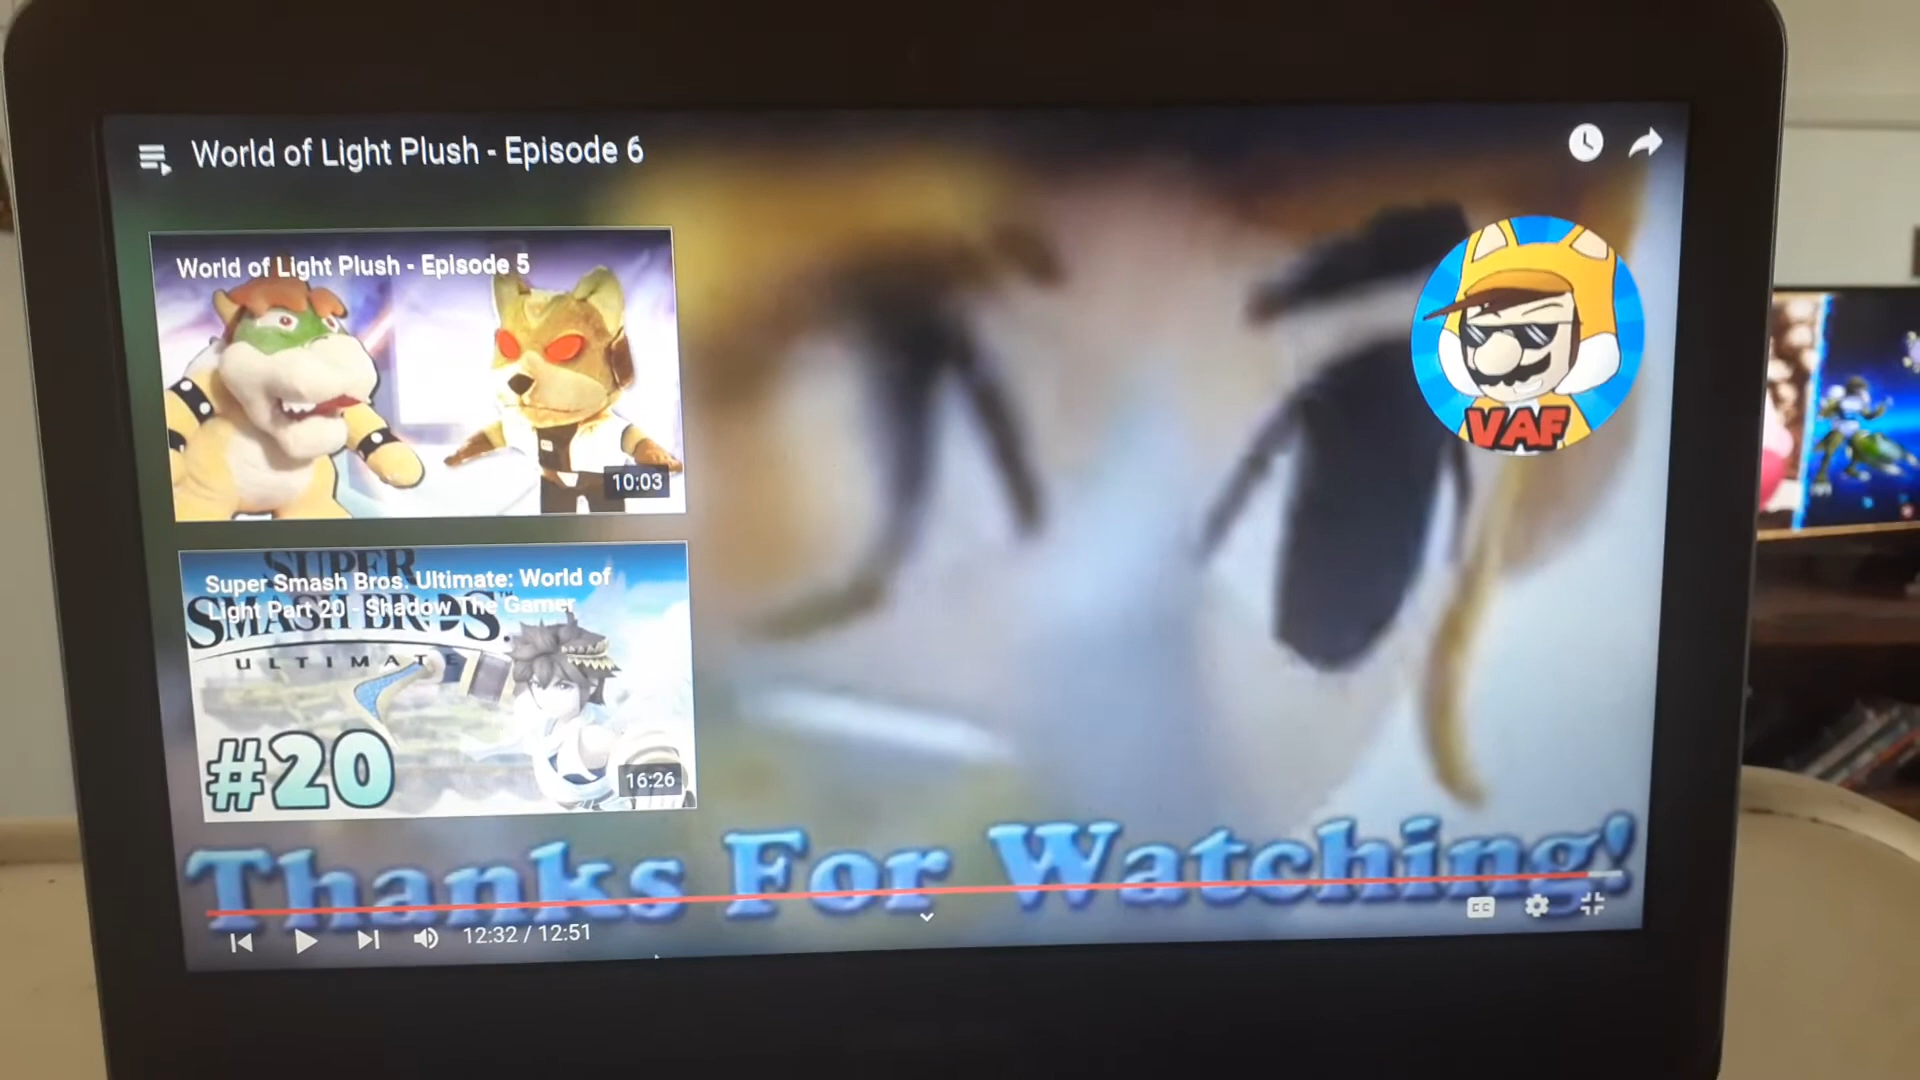 World of Light Plush - Episode 6
World of Light Plush - Episode 5
10:03
VAF
SUPER
SMASH BROS.
ULTIMATE
Super Smash Bros. Ultimate: World of
Light Part 20 - Shadow The Gamer
#20
16:26
Thanks For Watching!
12:32 / 12:51
CC